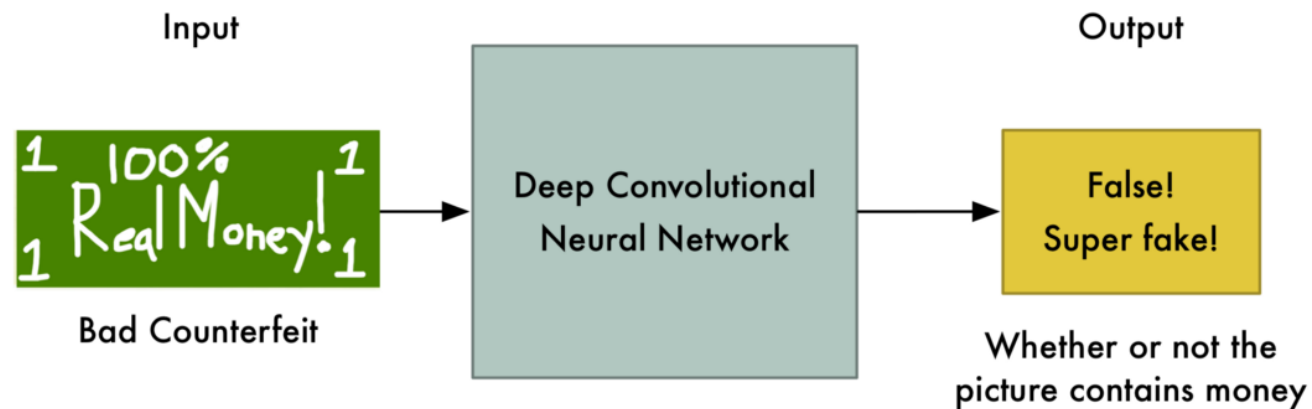 Input
Output
1 100% 1
Real Money!
1 1
Bad Counterfeit
Deep Convolutional
Neural Network
False!
Super fake!
Whether or not the
picture contains money